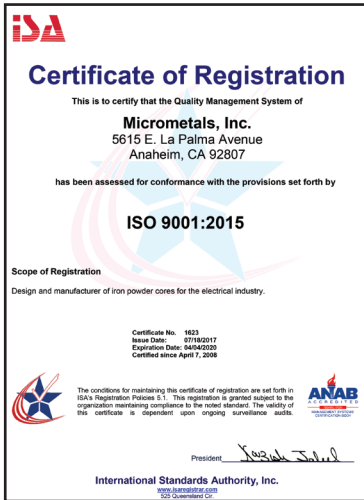 iSA
Certificate of Registration
This is to certify that the Quality Management System of
Micrometals, Inc.
5615 E. La Palma Avenue
Anaheim, CA 92807
has been assessed for conformance with the provisions set forth by
ISO 9001:2015
Scope of Registration
Design and manufacturer of iron powder cores for the electrical industry.
Certificate No. 1623
Issue Date: 07/18/2017
Expiration Date: 04/04/2020
Certified since April 7, 2008
The conditions for maintaining this certificate of registration are set forth in
ISA's Registration Policies 5.1. This registration is granted subject to the
organization maintaining compliance to the noted standard. The validity of
this certificate is dependent upon ongoing surveillance audits.
ANAB
ACCREDITED
MANAGEMENT SYSTEMS
CERTIFICATION BODY
President
International Standards Authority, Inc.
www.isaregistrar.com
525 Queensland Cir.